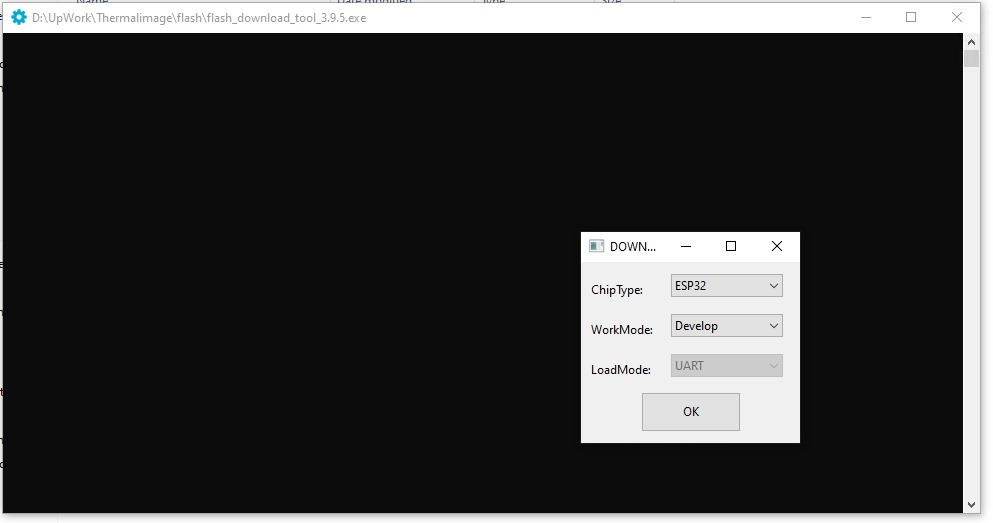 D:\UpWork\Thermalimage\flash\flash_download_tool_3.9.5.exe
DOWN...
ChipType:
ESP32
WorkMode:
Develop
LoadMode:
UART
OK